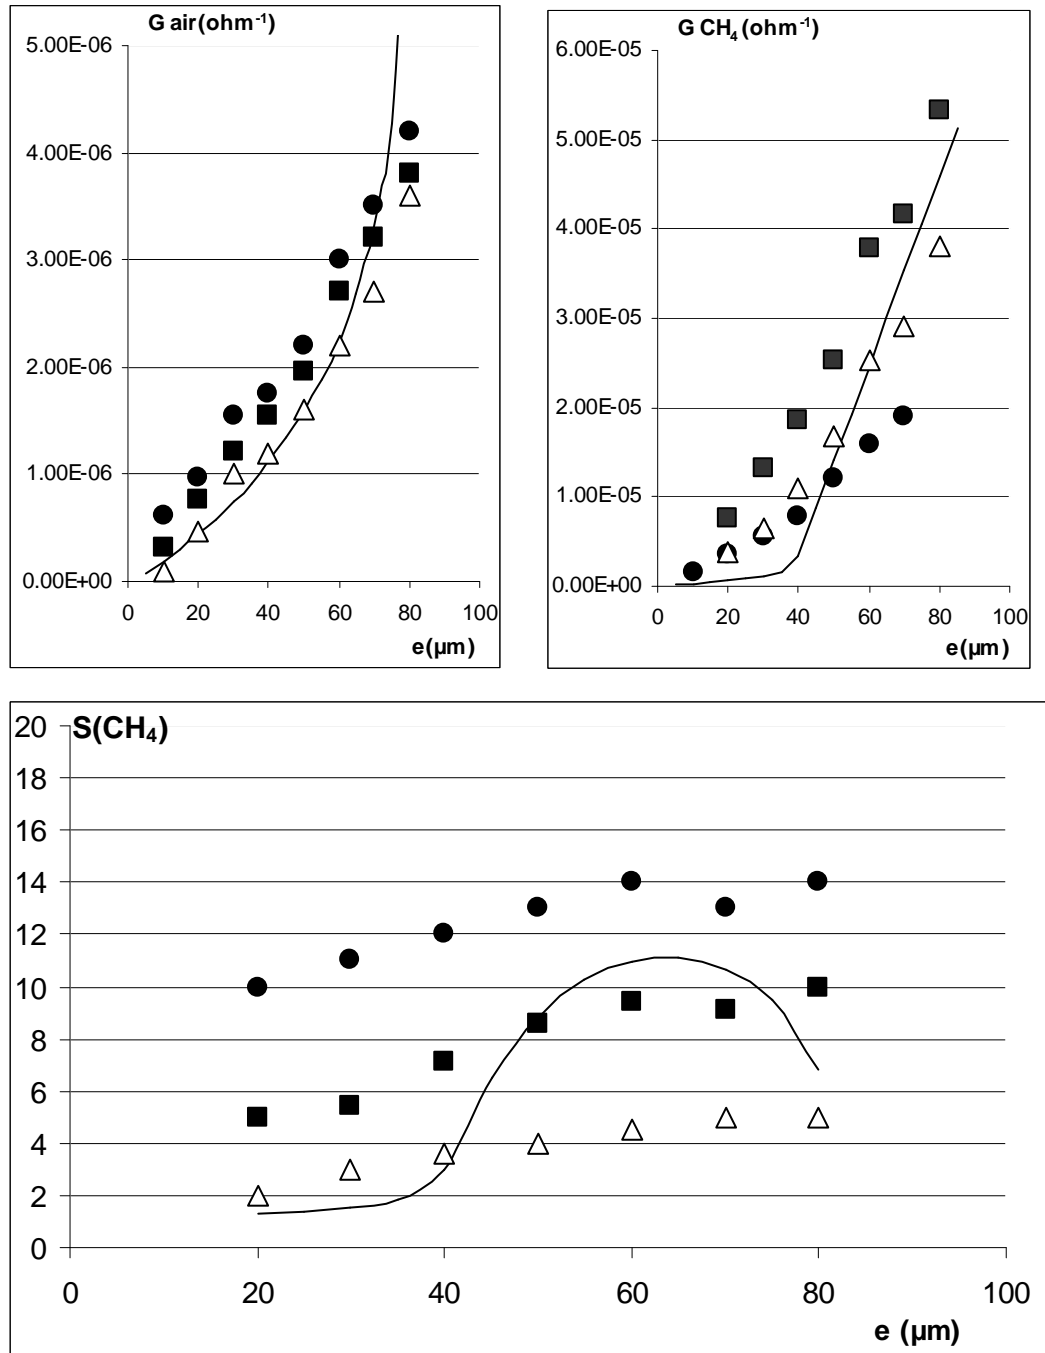 G air(ohm⁻¹)
5.00E-06
4.00E-06
3.00E-06
2.00E-06
1.00E-06
0.00E+00
0 20 40 60 80 100
e(µm)
G CH₄ (ohm⁻¹)
6.00E-05
5.00E-05
4.00E-05
3.00E-05
2.00E-05
1.00E-05
0.00E+00
0 20 40 60 80 100
e(µm)
S(CH₄)
20
18
16
14
12
10
8
6
4
2
0
0 20 40 60 80 100
e (µm)